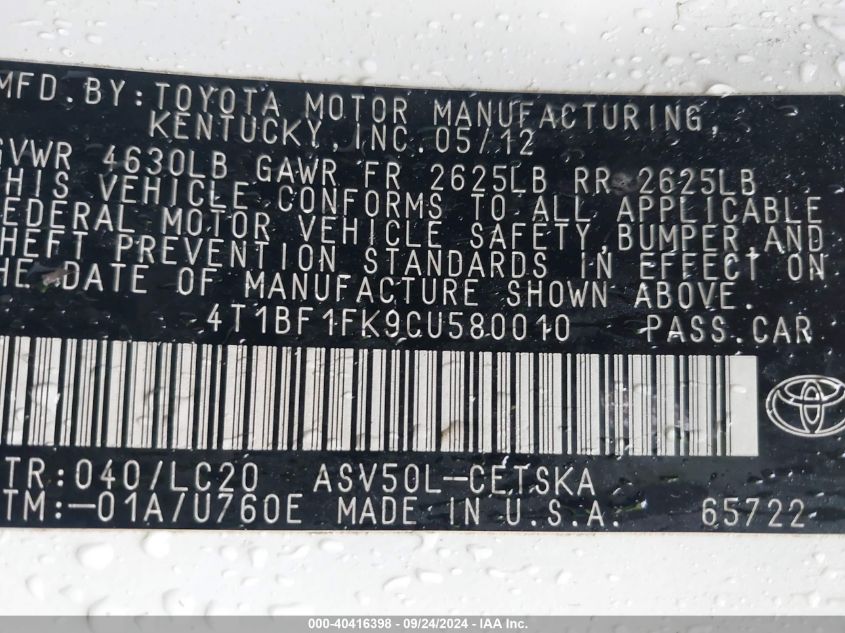 MFD. BY: TOYOTA MOTOR MANUFACTURING
KENTUCKY, INC. 05/12
GVWR 4630LB GAWR FR 2625LB RR 2625LB
THIS VEHICLE CONFORMS TO ALL APPLICABLE
FEDERAL MOTOR VEHICLE SAFETY, BUMPER, AND
THEFT PREVENTION STANDARDS IN EFFECT ON
THE DATE OF MANUFACTURE SHOWN ABOVE.
4T1BF1FK9CU580010 PASS. CAR
TR: 040/LC20 ASV50L-CETSKA
TM:-01A/U760E MADE IN U.S.A. 65722
000-40416398 - 09/24/2024 - IAA Inc.